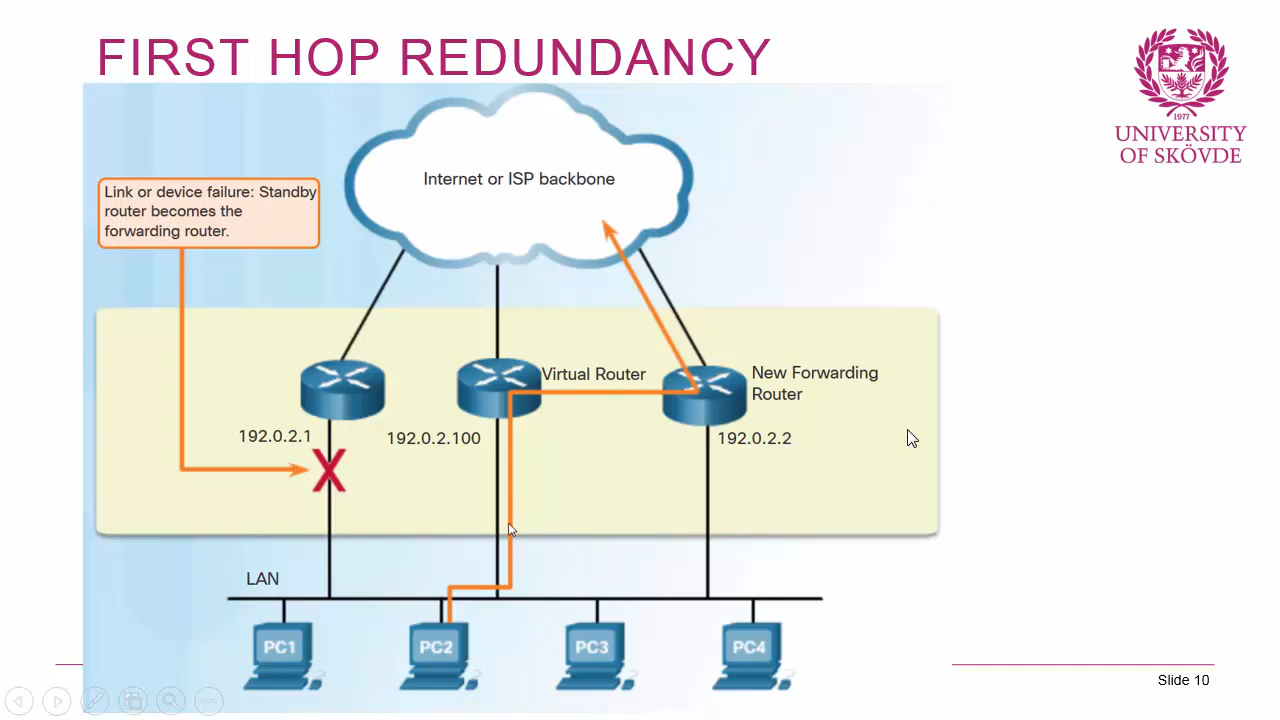 FIRST HOP REDUNDANCY
1977
UNIVERSITY
OF SKÖVDE
Internet or ISP backbone
Link or device failure: Standby
router becomes the
forwarding router.
Virtual Router
New Forwarding
Router
192.0.2.1
192.0.2.100
192.0.2.2
LAN
PC1
PC2
PC3
PC4
Slide 10